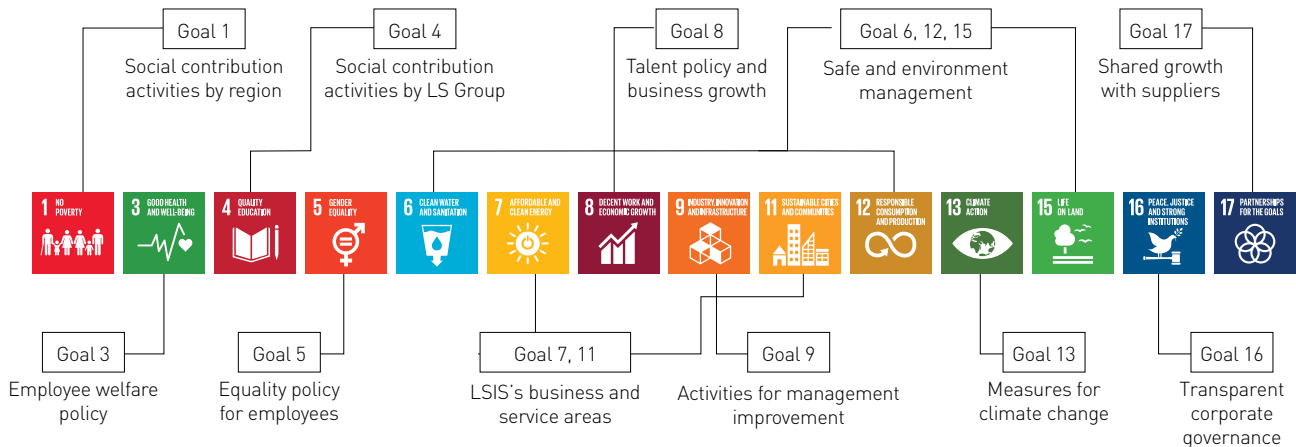 Goal 1
Social contribution
activities by region
Goal 4
Social contribution
activities by LS Group
Goal 8
Talent policy and
business growth
Goal 6, 12, 15
Safe and environment
management
Goal 17
Shared growth
with suppliers
1 NO
POVERTY
3 GOOD HEALTH
AND WELL-BEING
4 QUALITY
EDUCATION
5 GENDER
EQUALITY
6 CLEAN WATER
AND SANITATION
7 AFFORDABLE AND
CLEAN ENERGY
8 DECENT WORK AND
ECONOMIC GROWTH
9 INDUSTRY, INNOVATION
AND INFRASTRUCTURE
11 SUSTAINABLE CITIES
AND COMMUNITIES
12 RESPONSIBLE
CONSUMPTION
AND PRODUCTION
13 CLIMATE
ACTION
15 LIFE
ON LAND
16 PEACE, JUSTICE
AND STRONG
INSTITUTIONS
17 PARTNERSHIPS
FOR THE GOALS
Goal 3
Employee welfare
policy
Goal 5
Equality policy
for employees
Goal 7, 11
LSIS's business and
service areas
Goal 9
Activities for management
improvement
Goal 13
Measures for
climate change
Goal 16
Transparent
corporate
governance